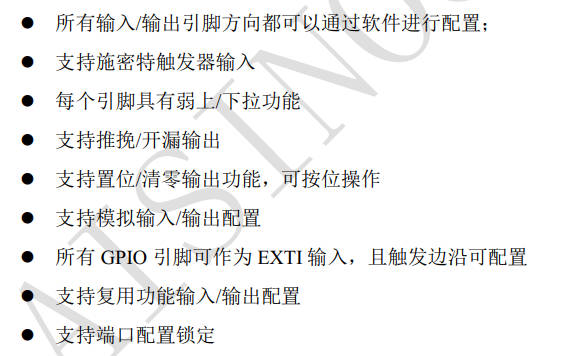 ● 所有输入/输出引脚方向都可以通过软件进行配置；
● 支持施密特触发器输入
● 每个引脚具有弱上/下拉功能
● 支持推挽/开漏输出
● 支持置位/清零输出功能，可按位操作
● 支持模拟输入/输出配置
● 所有 GPIO 引脚可作为 EXTI 输入，且触发边沿可配置
● 支持复用功能输入/输出配置
● 支持端口配置锁定
AISINO